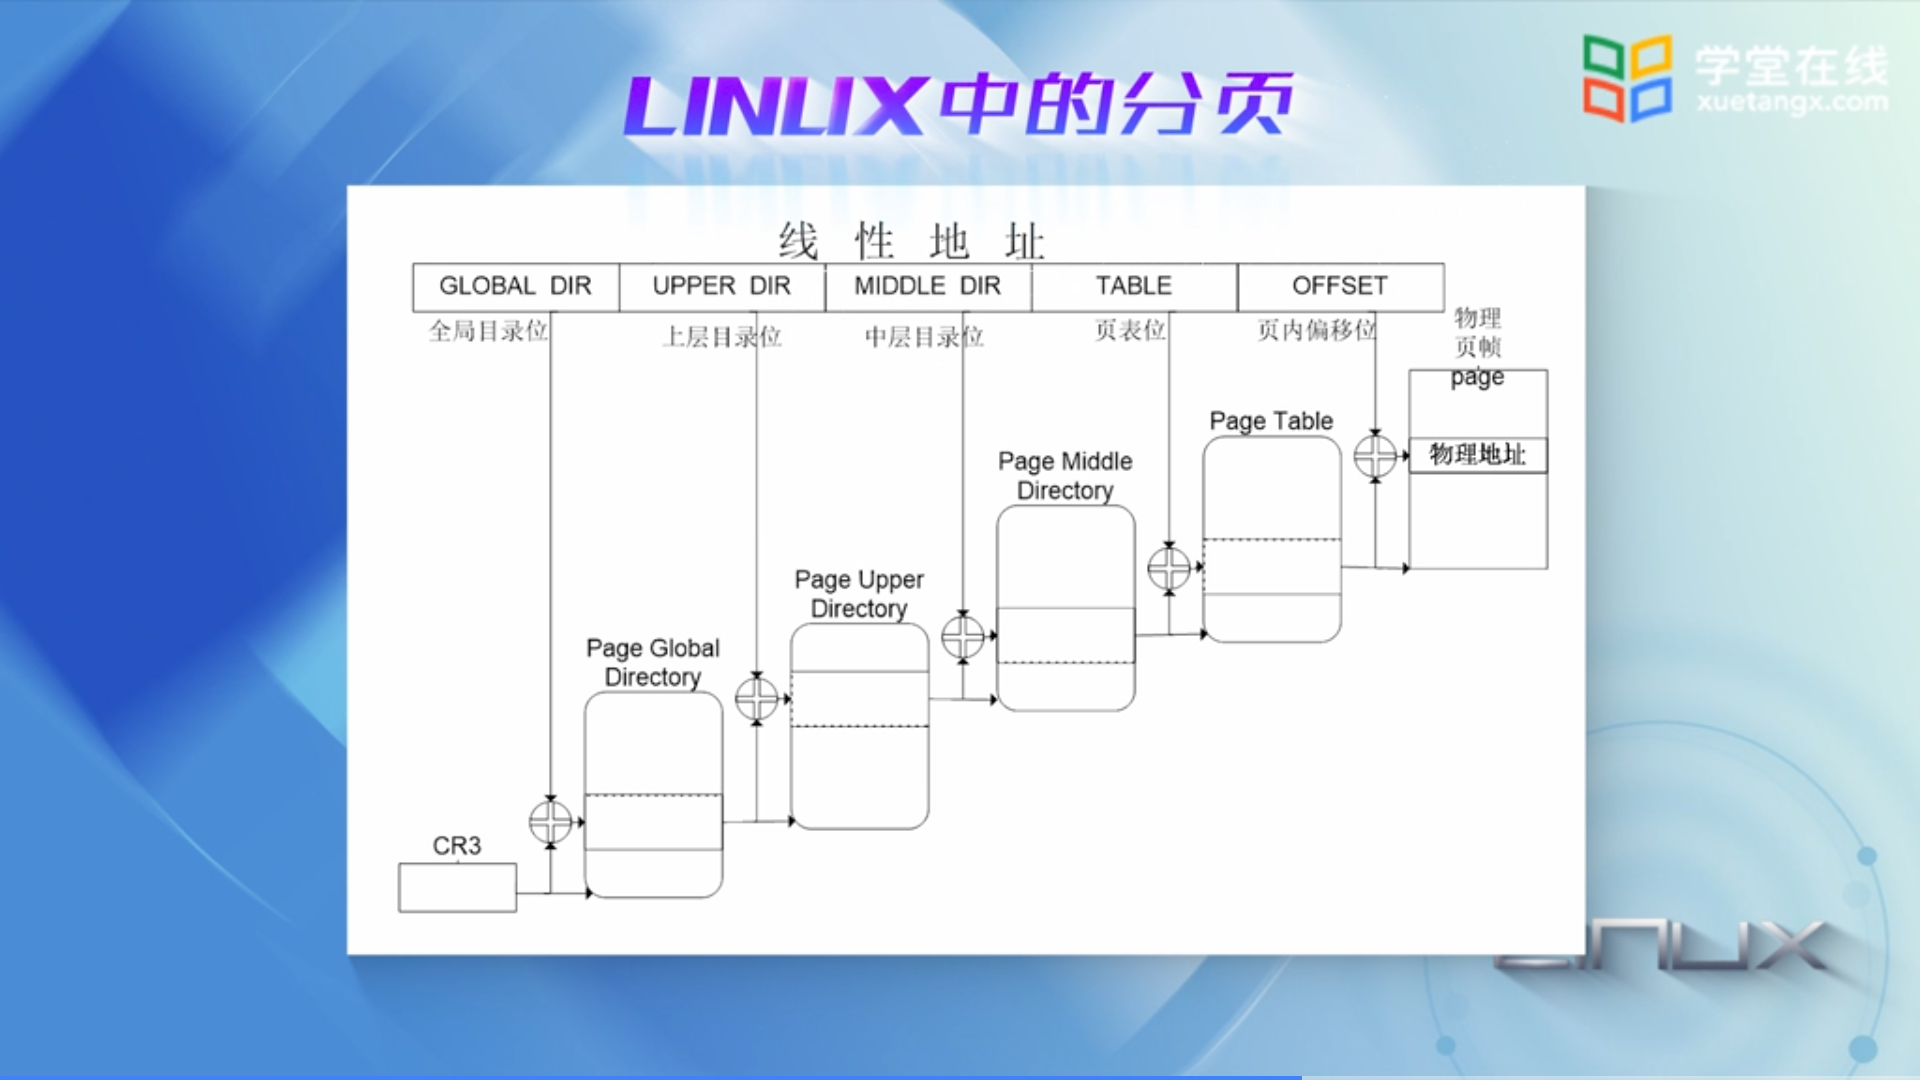 LINUX中的分页
学堂在线
xuetangx.com
线 性 地 址
GLOBAL DIR
UPPER DIR
MIDDLE DIR
TABLE
OFFSET
全局目录位
上层目录位
中层目录位
页表位
页内偏移位
物理
页帧
page
物理地址
Page Table
Page Middle
Directory
Page Upper
Directory
Page Global
Directory
CR3
LINUX